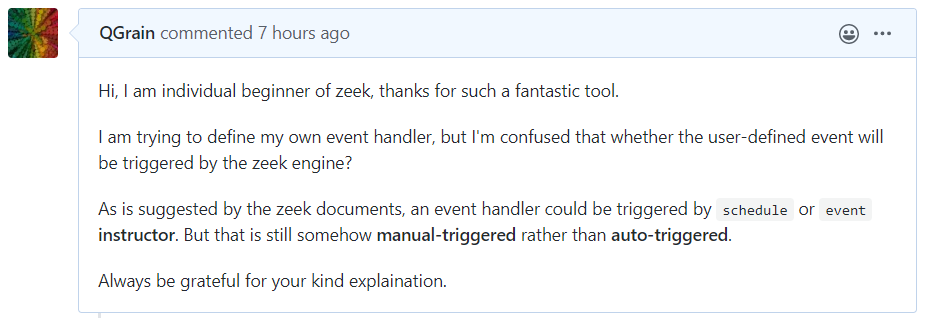 QGrain commented 7 hours ago
Hi, I am individual beginner of zeek, thanks for such a fantastic tool.
I am trying to define my own event handler, but I'm confused that whether the user-defined event will
be triggered by the zeek engine?
As is suggested by the zeek documents, an event handler could be triggered by schedule or event
instructor. But that is still somehow manual-triggered rather than auto-triggered.
Always be grateful for your kind explaination.